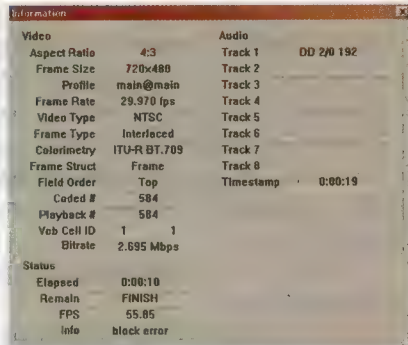 Information
Video
Aspect Ratio 4:3
Frame Size 720x480
Profile main@main
Frame Rate 29.970 fps
Video Type NTSC
Frame Type Interlaced
Colorimetry ITU-R BT.709
Frame Struct Frame
Field Order Top
Coded # 584
Playback # 584
Vob Cell ID 1 1
Bitrate 2.695 Mbps
Status
Elapsed 0:00:10
Remain FINISH
FPS 55.85
Info block error
Audio
Track 1 DD 2/0 192
Track 2
Track 3
Track 4
Track 5
Track 6
Track 7
Track 8
Timestamp 0:00:19